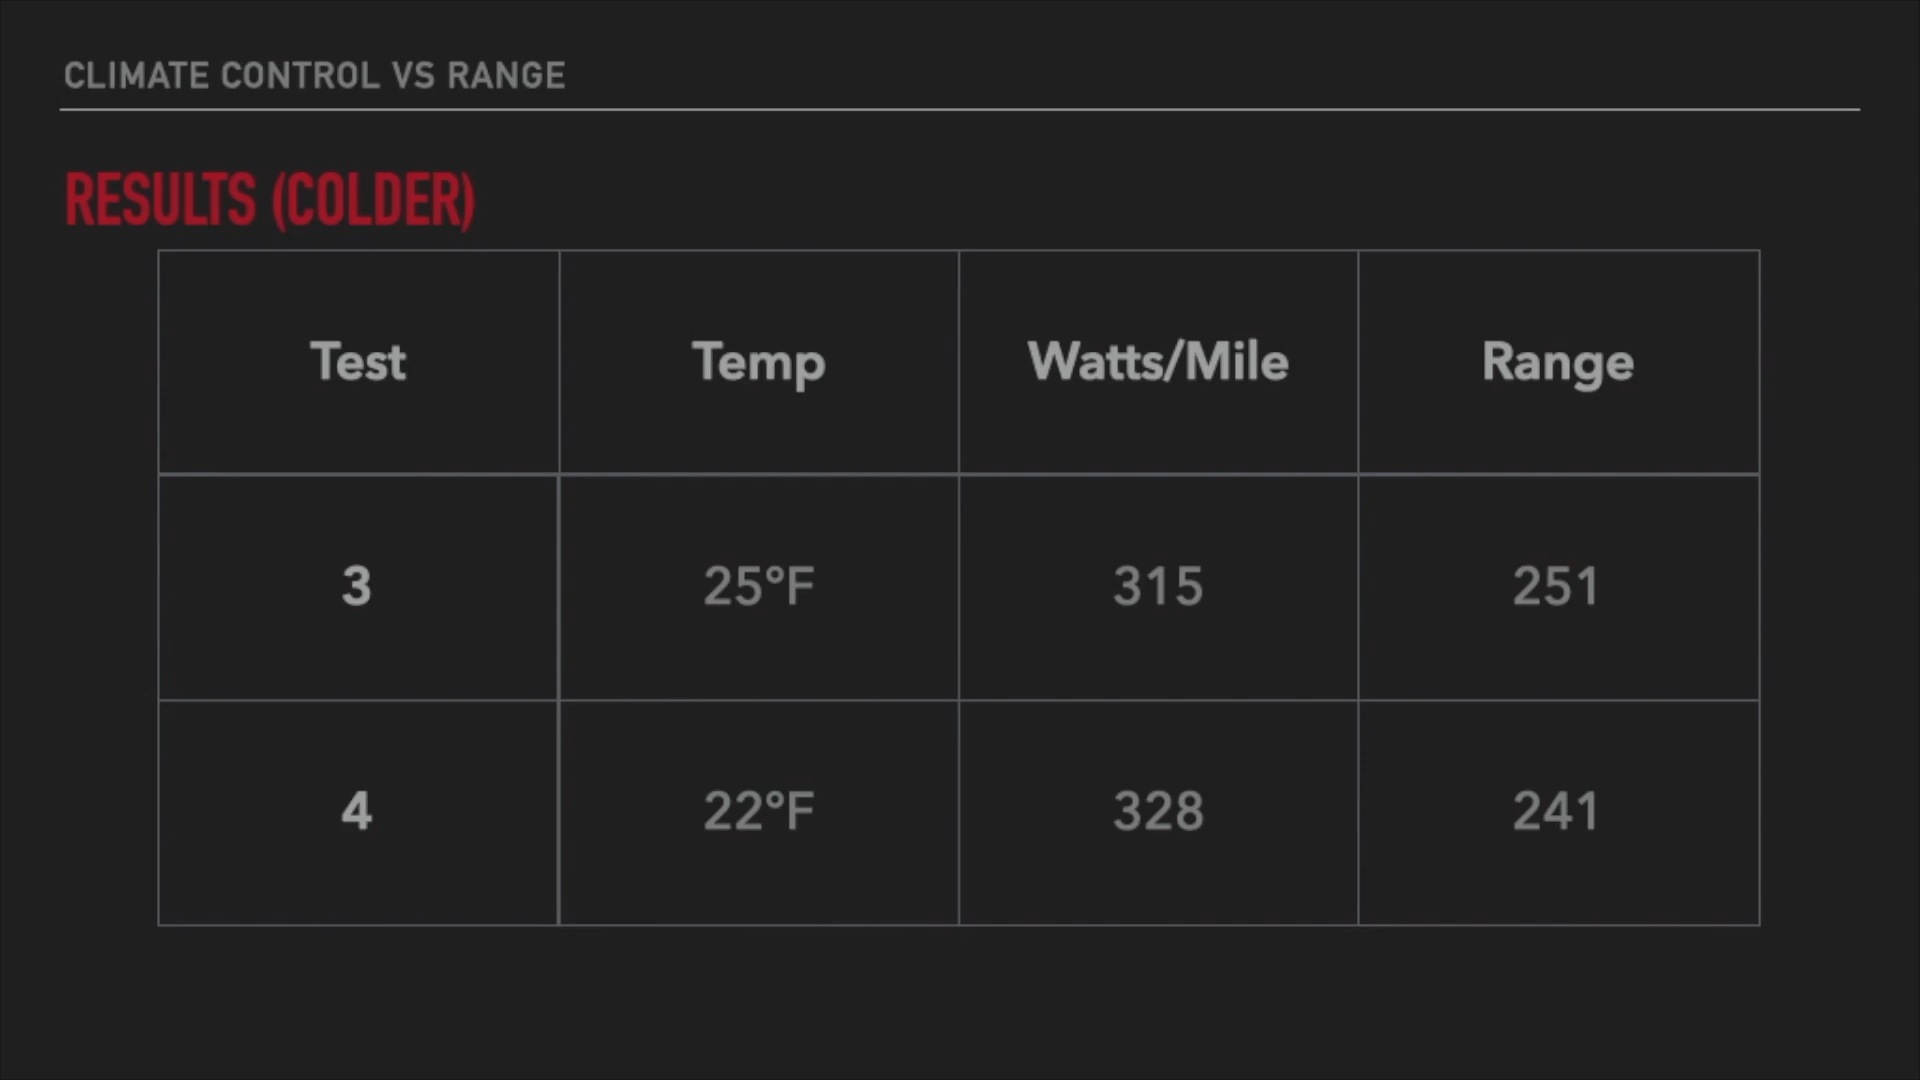 CLIMATE CONTROL VS RANGE
RESULTS (COLDER)
Test Temp Watts/Mile Range
3 25°F 315 251
4 22°F 328 241